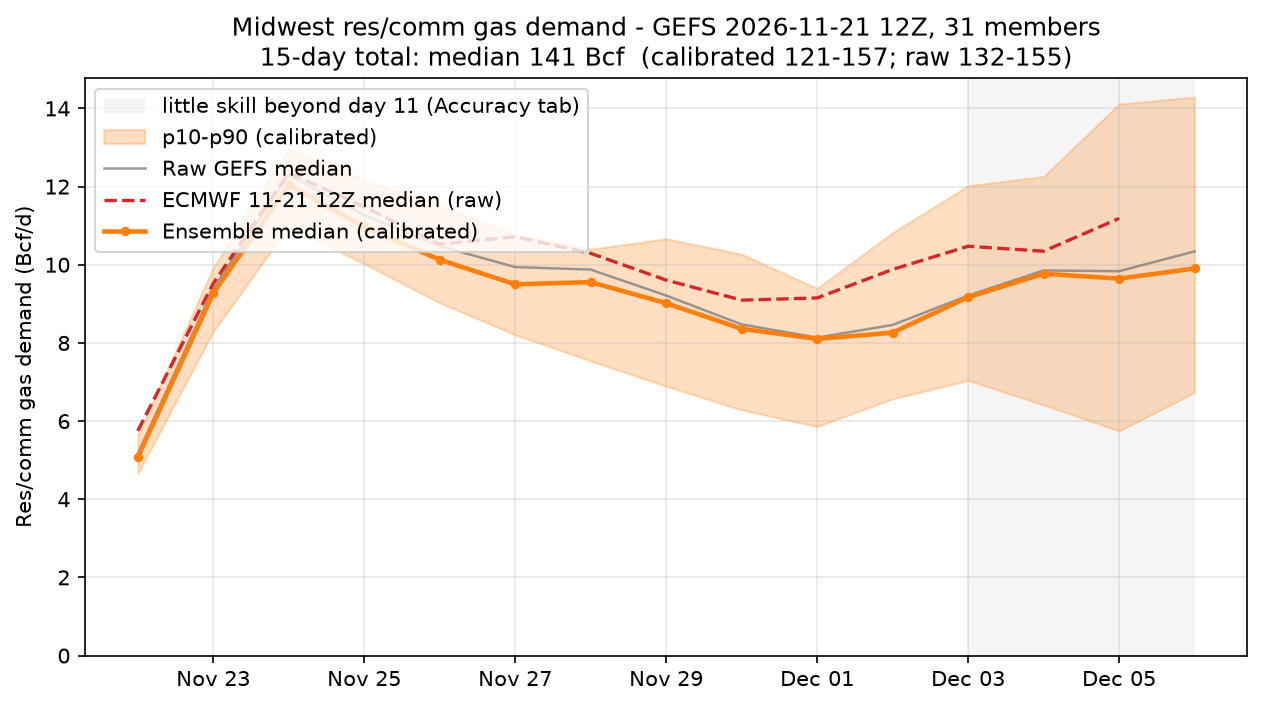 Midwest res/comm gas demand - GEFS 2026-11-21 12Z, 31 members
15-day total: median 141 Bcf  (calibrated 121-157; raw 132-155)
little skill beyond day 11 (Accuracy tab)
p10-p90 (calibrated)
Raw GEFS median
ECMWF 11-21 12Z median (raw)
Ensemble median (calibrated)
Res/comm gas demand (Bcf/d)
14
12
10
8
6
4
2
0
Nov 23
Nov 25
Nov 27
Nov 29
Dec 01
Dec 03
Dec 05